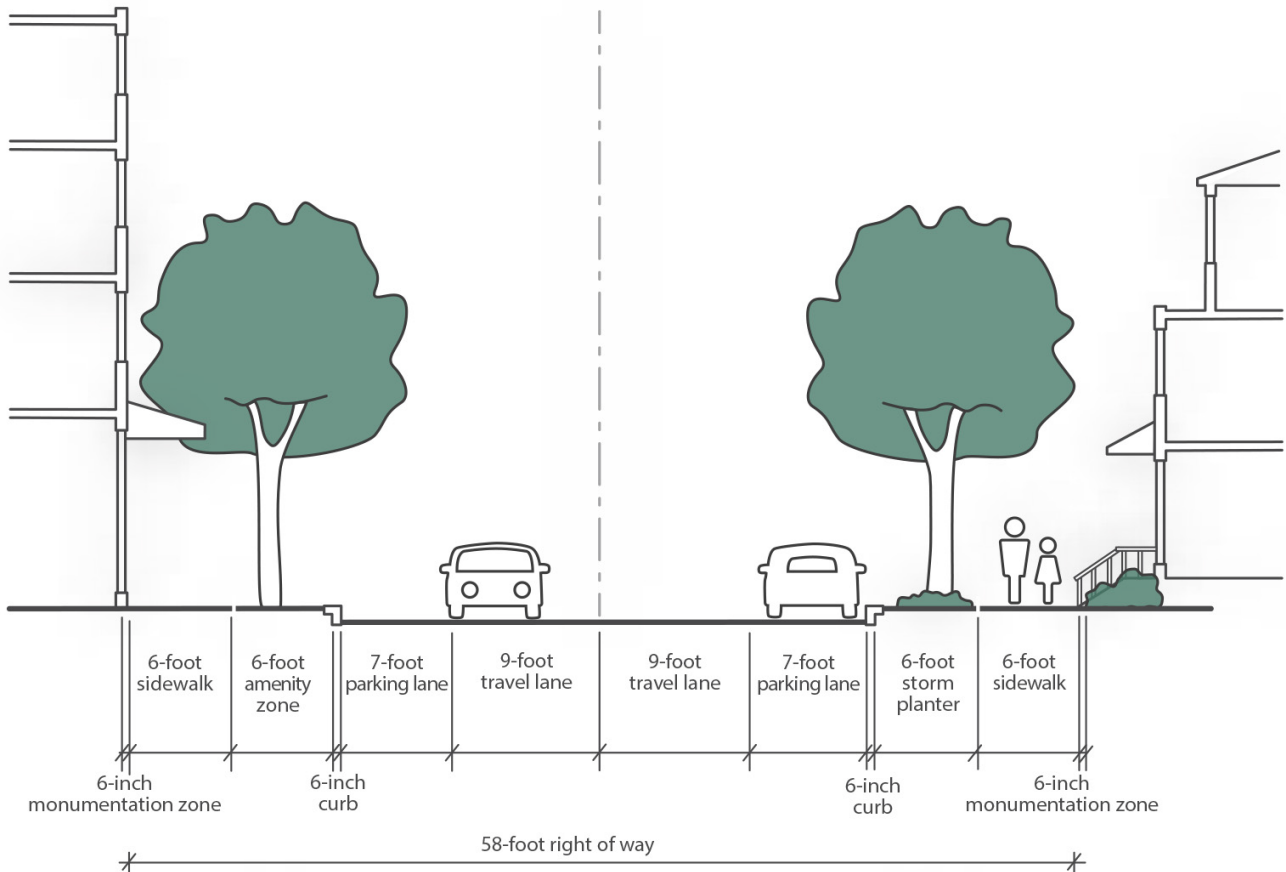 6-foot
sidewalk
6-foot
amenity
zone
7-foot
parking lane
9-foot
travel lane
9-foot
travel lane
7-foot
parking lane
6-foot
storm
planter
6-foot
sidewalk
6-inch
monumentation zone
6-inch
curb
6-inch
curb
6-inch
monumentation zone
58-foot right of way